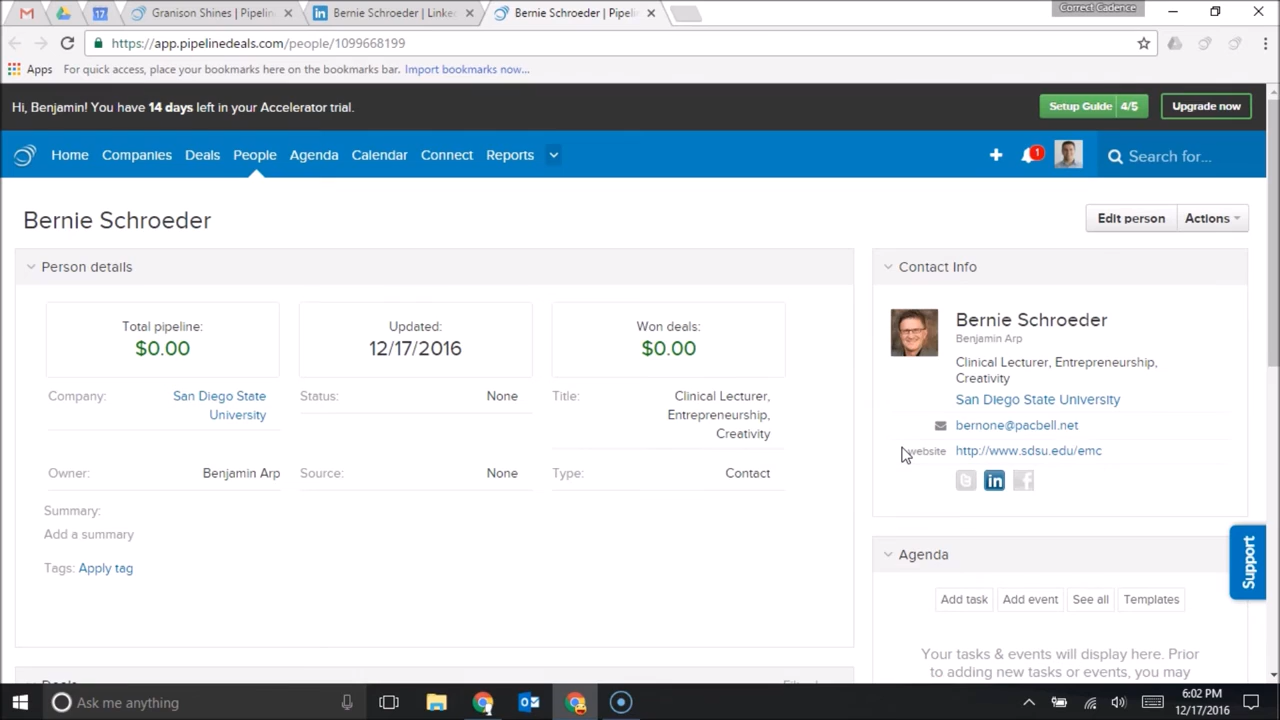 Correct Cadence
Granison Shines | Pipelin
Bernie Schroeder | Linke
Bernie Schroeder | Pipeli
17
https://app.pipelinedeals.com/people/1099668199
Apps
For quick access, place your bookmarks here on the bookmarks bar.
Import bookmarks now...
Hi, Benjamin! You have 14 days left in your Accelerator trial.
Setup Guide 4/5
Upgrade now
Home
Companies
Deals
People
Agenda
Calendar
Connect
Reports
1
Search for...
Bernie Schroeder
Edit person
Actions
Person details
Total pipeline:
$0.00
Updated:
12/17/2016
Won deals:
$0.00
Company:
San Diego State
University
Status:
None
Title:
Clinical Lecturer,
Entrepreneurship,
Creativity
Owner:
Benjamin Arp
Source:
None
Type:
Contact
Summary:
Add a summary
Tags: Apply tag
Contact Info
Bernie Schroeder
Benjamin Arp
Clinical Lecturer, Entrepreneurship,
Creativity
San Diego State University
bernone@pacbell.net
website
http://www.sdsu.edu/emc
in
Agenda
Add task
Add event
See all
Templates
Your tasks & events will display here. Prior
to adding new tasks or events, you may
Support
Ask me anything
6:02 PM
12/17/2016